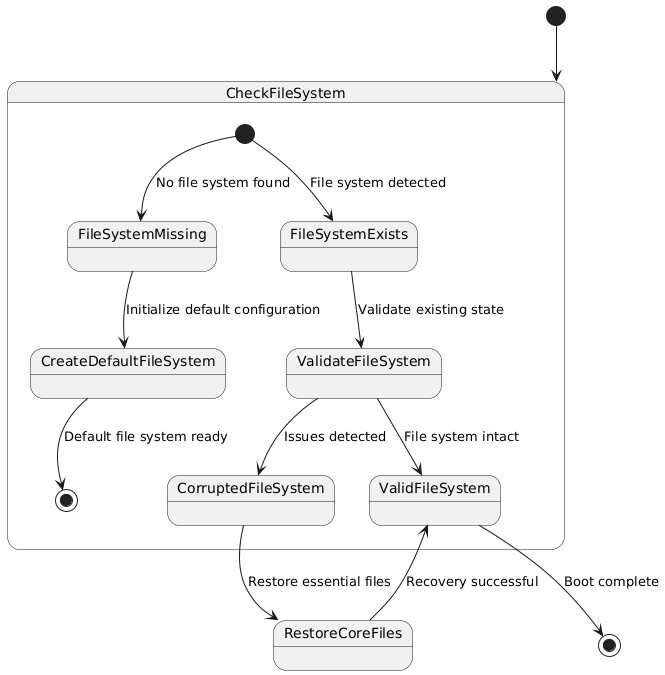 CheckFileSystem
No file system found
File system detected
FileSystemMissing
FileSystemExists
Initialize default configuration
Validate existing state
CreateDefaultFileSystem
ValidateFileSystem
Default file system ready
Issues detected
File system intact
CorruptedFileSystem
ValidFileSystem
Restore essential files
Recovery successful
Boot complete
RestoreCoreFiles